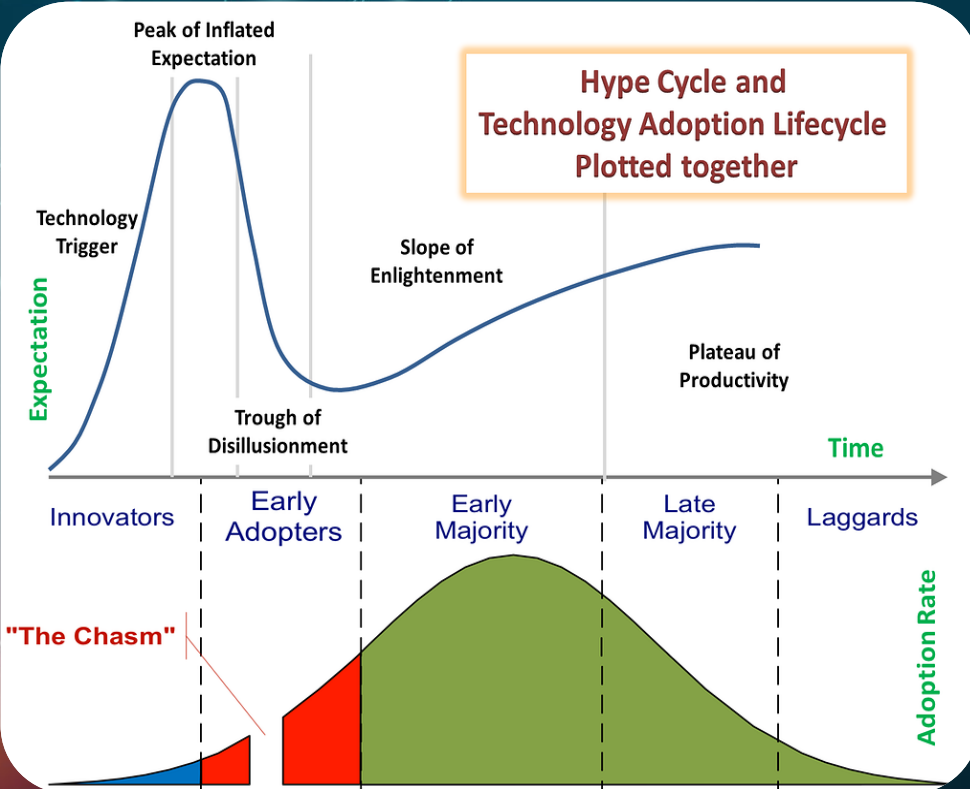 Peak of Inflated
Expectation
Hype Cycle and
Technology Adoption Lifecycle
Plotted together
Technology
Trigger
Slope of
Enlightenment
Expectation
Plateau of
Productivity
Trough of
Disillusionment
Time
Innovators
Early
Adopters
Early
Majority
Late
Majority
Laggards
"The Chasm"
Adoption Rate